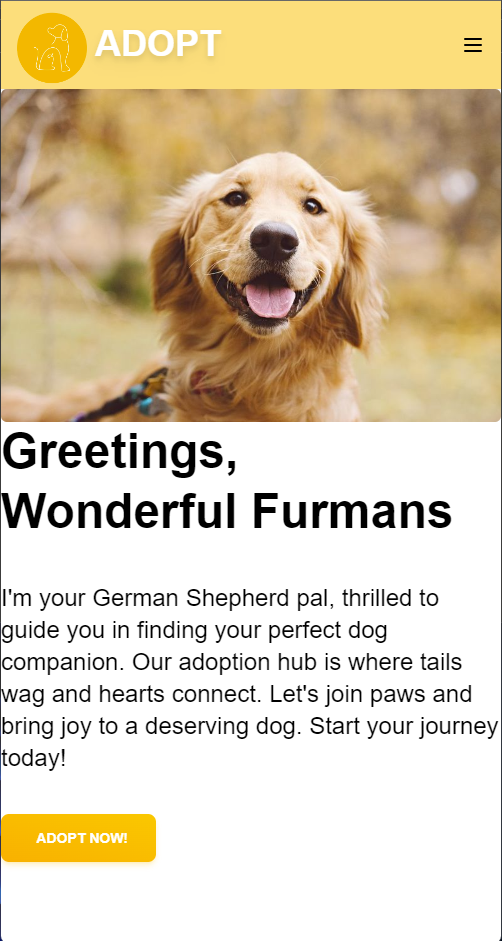 ADOPT
Greetings,
Wonderful Furmans
I'm your German Shepherd pal, thrilled to
guide you in finding your perfect dog
companion. Our adoption hub is where tails
wag and hearts connect. Let's join paws and
bring joy to a deserving dog. Start your journey
today!
ADOPT NOW!